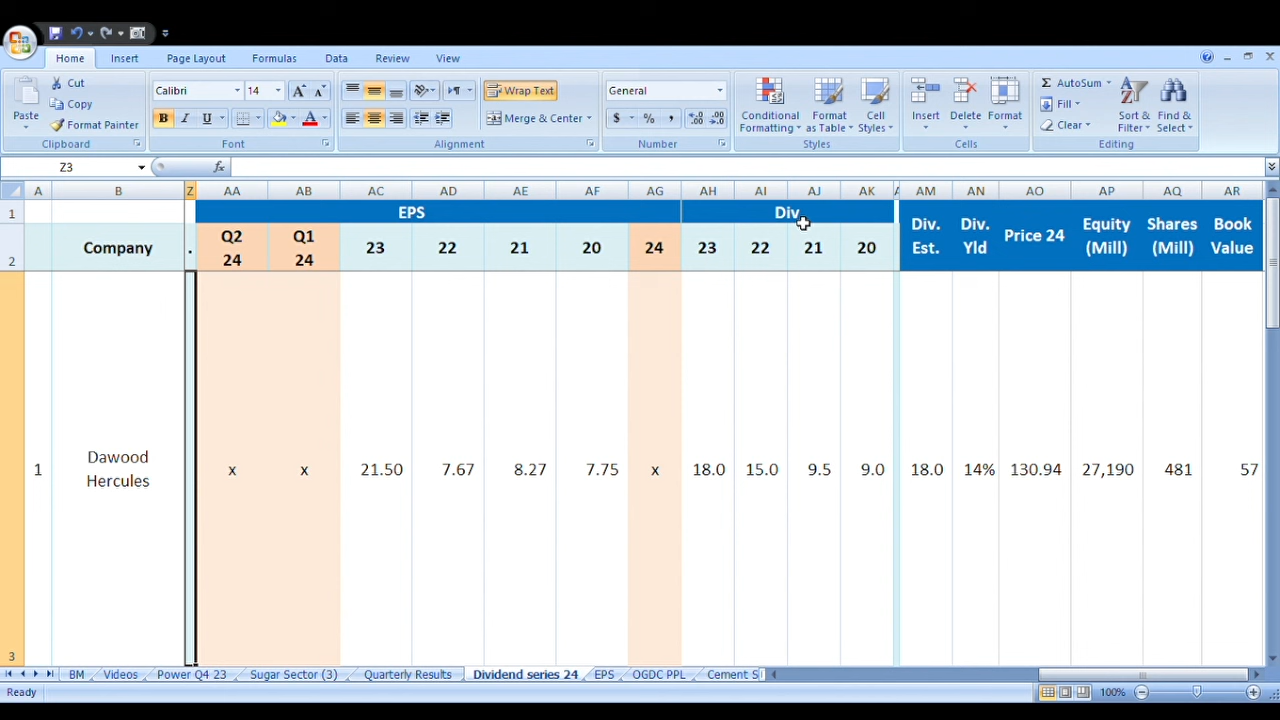 Home Insert Page Layout Formulas Data Review View
Cut
Copy
Format Painter
Paste
Clipboard
Calibri 14
B I U
Font
Wrap Text
Merge & Center
Alignment
General
$ % ,
Number
Conditional Formatting
Format as Table
Cell Styles
Styles
Insert Delete Format
Cells
AutoSum
Fill
Clear
Sort & Filter
Find & Select
Editing
Z3 fx
A B Z AA AB AC AD AE AF AG AH AI AJ AK AM AN AO AP AQ AR
1 EPS Div.
2 Company . Q2 24 Q1 24 23 22 21 20 24 23 22 21 20 Div. Est. Div. Yld Price 24 Equity (Mill) Shares (Mill) Book Value
1 Dawood Hercules x x 21.50 7.67 8.27 7.75 x 18.0 15.0 9.5 9.0 18.0 14% 130.94 27,190 481 57
3
BM Videos Power Q4 23 Sugar Sector (3) Quarterly Results Dividend series 24 EPS OGDC PPL Cement S
Ready 100%